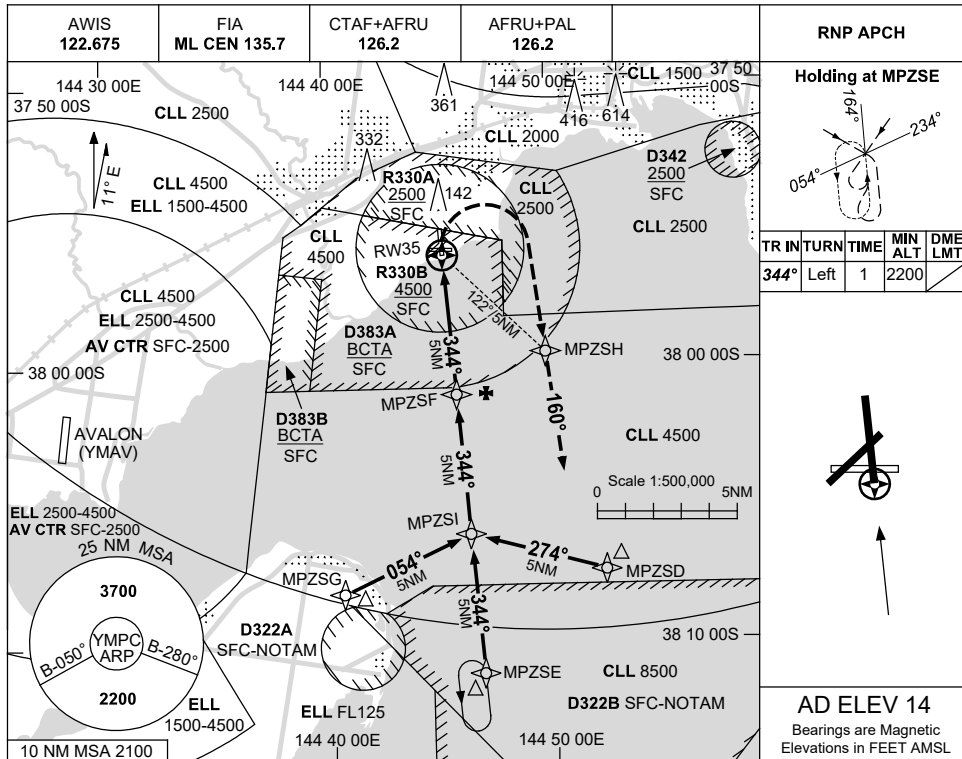 AWIS
122.675
FIA
ML CEN 135.7
CTAF+AFRU
126.2
AFRU+PAL
126.2
RNP APCH
144 30 00E
144 40 00E
144 50 00E
37 50 00S
37 50
00S
CLL 1500
CLL 2500
361
416
614
CLL 2000
332
11° E
CLL 4500
ELL 1500-4500
R330A
2500
SFC
142
CLL
2500
D342
2500
SFC
CLL 2500
CLL
4500
RW35
R330B
4500
SFC
CLL 4500
ELL 2500-4500
AV CTR SFC-2500
D383A
BCTA
SFC
122°/5NM
344°
5NM
MPZSH
38 00 00S
38 00 00S
MPZSF
160°
D383B
BCTA
SFC
AVALON
(YMAV)
CLL 4500
344°
5NM
Scale 1:500,000
0
5NM
ELL 2500-4500
AV CTR SFC-2500
MPZSI
25 NM MSA
3700
YMPC
ARP
B-050°
B-280°
2200
10 NM MSA 2100
054°
5NM
274°
5NM
MPZSG
MPZSD
344°
5NM
D322A
SFC-NOTAM
38 10 00S
MPZSE
CLL 8500
D322B SFC-NOTAM
ELL
1500-4500
ELL FL125
144 40 00E
144 50 00E
Holding at MPZSE
164°
234°
054°
TR IN
TURN
TIME
MIN
ALT
DME
LMT
344°
Left
1
2200
AD ELEV 14
Bearings are Magnetic
Elevations in FEET AMSL